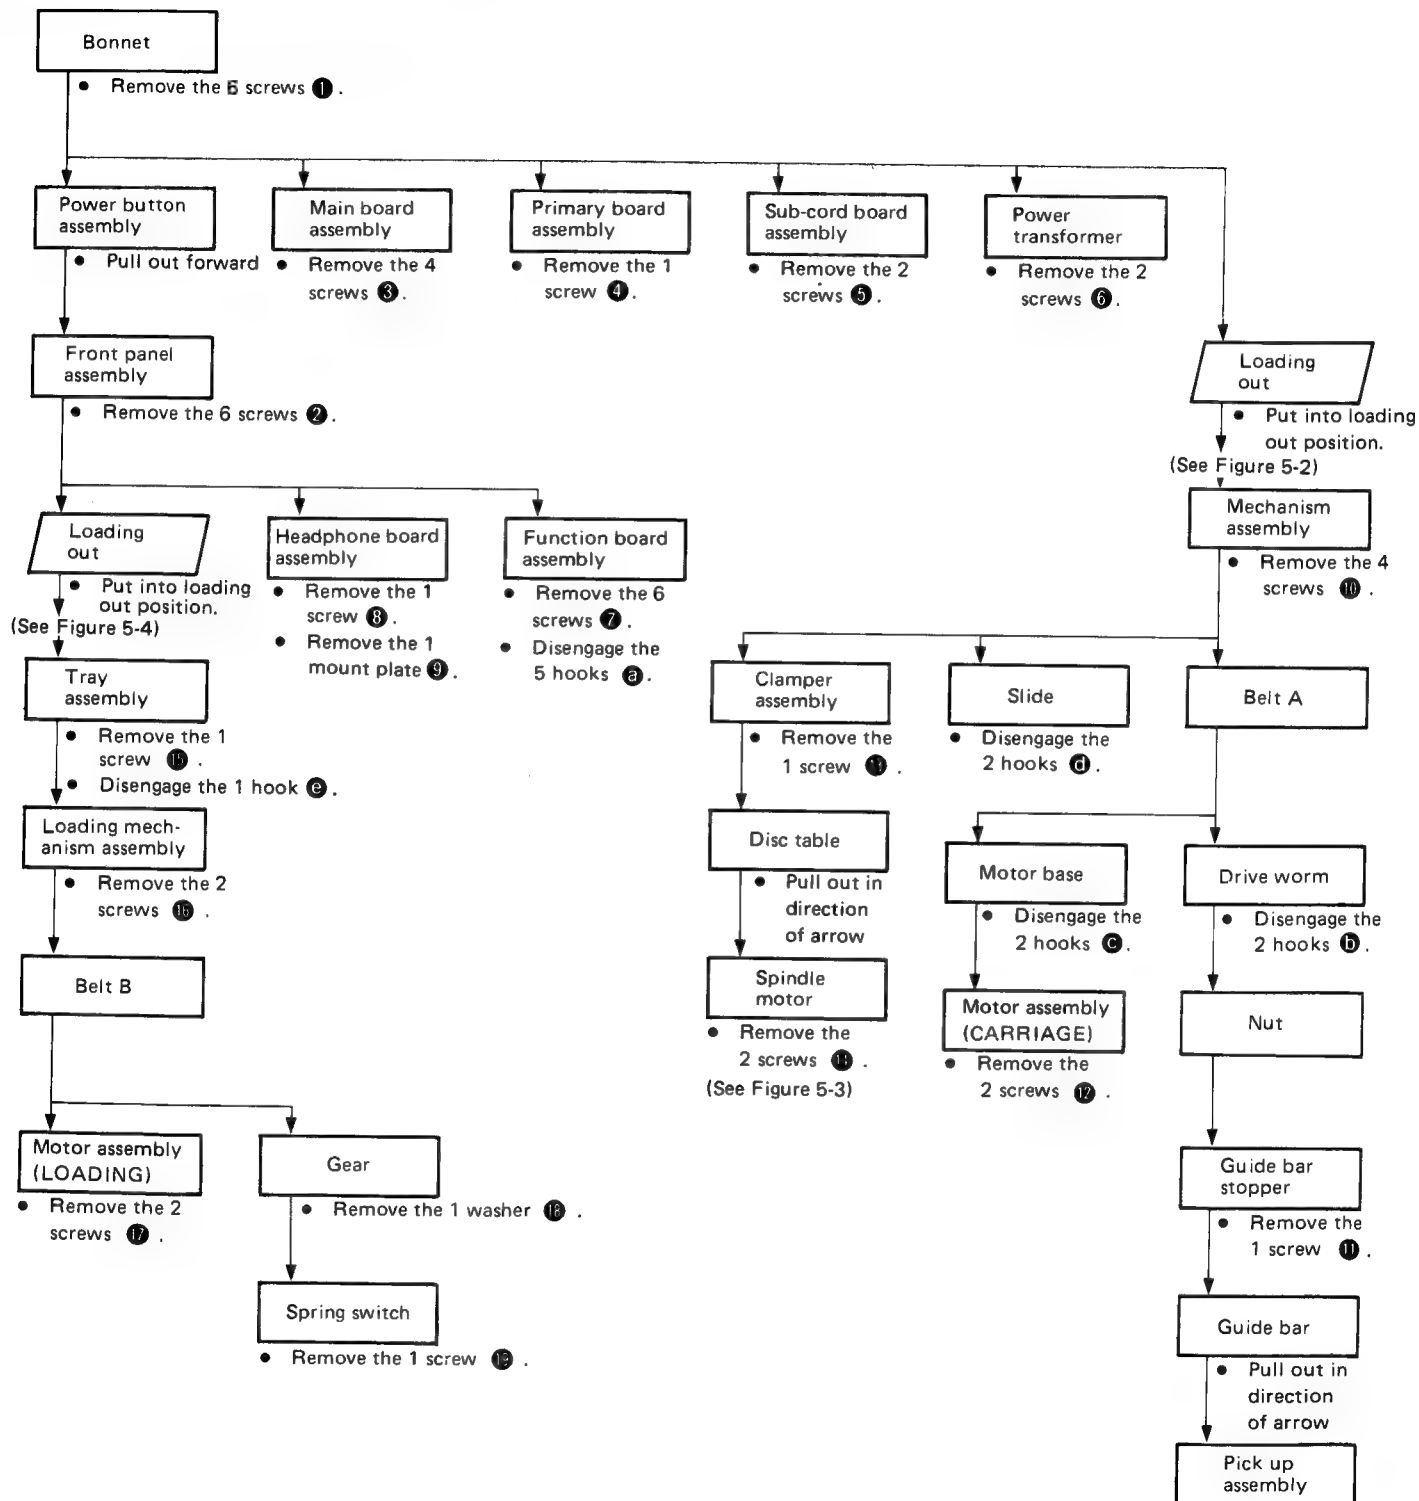 Bonnet
● Remove the 6 screws ❶ .
Power button
assembly
● Pull out forward
Main board
assembly
● Remove the 4
screws ❸ .
Primary board
assembly
● Remove the 1
screw ❹ .
Sub-cord board
assembly
● Remove the 2
screws ❺ .
Power
transformer
● Remove the 2
screws ❻ .
Front panel
assembly
● Remove the 6 screws ❷ .
Loading
out
● Put into loading
out position.
(See Figure 5-2)
Mechanism
assembly
● Remove the 4
screws ❿ .
Loading
out
● Put into loading
out position.
(See Figure 5-4)
Headphone board
assembly
● Remove the 1
screw ❽ .
● Remove the 1
mount plate ❾ .
Function board
assembly
● Remove the 6
screws ❼ .
● Disengage the
5 hooks ⓐ .
Tray
assembly
● Remove the 1
screw ⓯ .
● Disengage the 1 hook ⓔ .
Loading mech-
anism assembly
● Remove the 2
screws ⓰ .
Belt B
Motor assembly
(LOADING)
● Remove the 2
screws ⓱ .
Gear
● Remove the 1 washer ⓲ .
Spring switch
● Remove the 1 screw ⓳ .
Clamper
assembly
● Remove the
1 screw .
Disc table
● Pull out in
direction
of arrow
Spindle
motor
● Remove the
2 screws .
(See Figure 5-3)
Slide
● Disengage the
2 hooks ⓓ .
Belt A
Motor base
● Disengage the
2 hooks ⓒ .
Motor assembly
(CARRIAGE)
● Remove the
2 screws ⓬ .
Drive worm
● Disengage the
2 hooks ⓑ .
Nut
Guide bar
stopper
● Remove the
1 screw ⓫ .
Guide bar
● Pull out in
direction
of arrow
Pick up
assembly